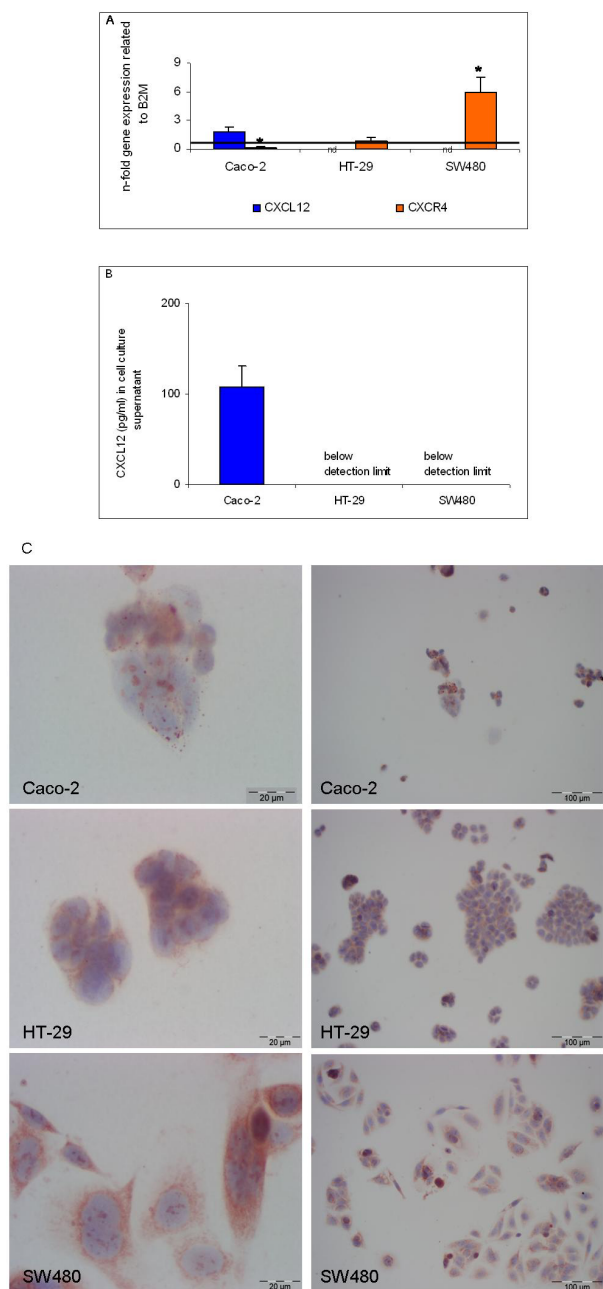 A
n-fold gene expression related
to B2M
9
6
3
0
*
nd
nd
*
Caco-2 HT-29 SW480
CXCL12 CXCR4
B
CXCL12 (pg/ml) in cell culture
supernatant
200
100
0
below
detection limit
below
detection limit
Caco-2 HT-29 SW480
C
Caco-2
20 µm
Caco-2
100 µm
HT-29
20 µm
HT-29
100 µm
SW480
20 µm
SW480
100 µm